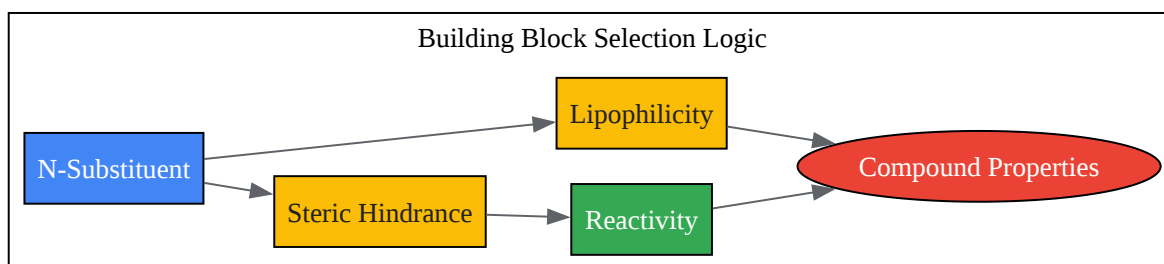 Building Block Selection Logic
N-Substituent
Lipophilicity
Steric Hindrance
Reactivity
Compound Properties